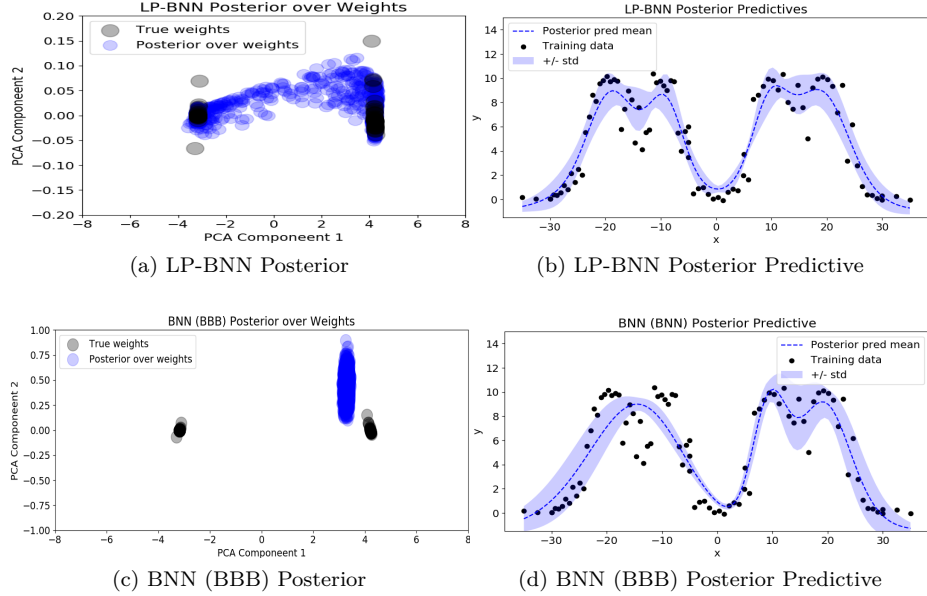 LP-BNN Posterior over Weights
True weights
Posterior over weights
PCA Componeent 2
0.20
0.15
0.10
0.05
0.00
−0.05
−0.10
−0.15
−0.20
−8 −6 −4 −2 0 2 4 6 8
PCA Componeent 1
(a) LP-BNN Posterior
LP-BNN Posterior Predictives
Posterior pred mean
Training data
+/- std
y
14
12
10
8
6
4
2
0
−30 −20 −10 0 10 20 30
x
(b) LP-BNN Posterior Predictive
BNN (BBB) Posterior over Weights
True weights
Posterior over weights
PCA Componeent 2
1.00
0.75
0.50
0.25
0.00
−0.25
−0.50
−0.75
−1.00
−8 −6 −4 −2 0 2 4 6 8
PCA Componeent 1
(c) BNN (BBB) Posterior
BNN (BNN) Posterior Predictive
Posterior pred mean
Training data
+/- std
y
14
12
10
8
6
4
2
0
−30 −20 −10 0 10 20 30
x
(d) BNN (BBB) Posterior Predictive